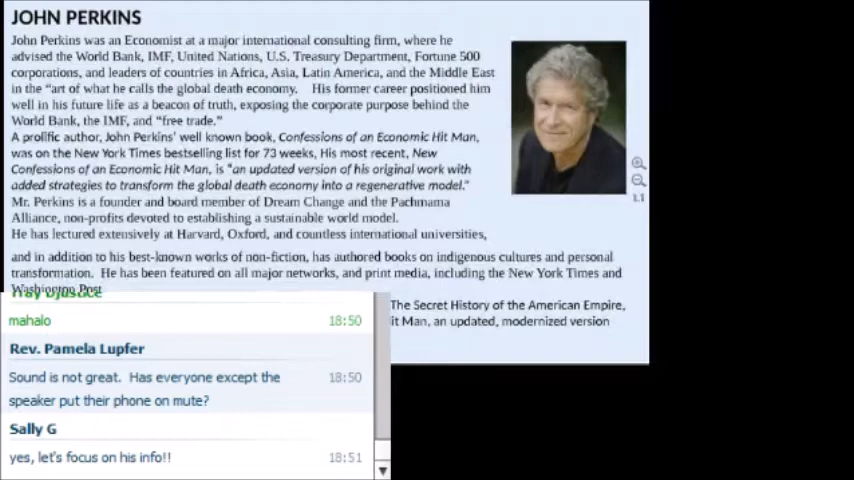 JOHN PERKINS
John Perkins was an Economist at a major international consulting firm, where he
advised the World Bank, IMF, United Nations, U.S. Treasury Department, Fortune 500
corporations, and leaders of countries in Africa, Asia, Latin America, and the Middle East
in the “art of what he calls the global death economy. His former career positioned him
well in his future life as a beacon of truth, exposing the corporate purpose behind the
World Bank, the IMF, and “free trade.”
A prolific author, John Perkins’ well known book, Confessions of an Economic Hit Man,
was on the New York Times bestselling list for 73 weeks, His most recent, New
Confessions of an Economic Hit Man, is “an updated version of his original work with
added strategies to transform the global death economy into a regenerative model.”
Mr. Perkins is a founder and board member of Dream Change and the Pachmama
Alliance, non-profits devoted to establishing a sustainable world model.
He has lectured extensively at Harvard, Oxford, and countless international universities,
and in addition to his best-known works of non-fiction, has authored books on indigenous cultures and personal
transformation. He has been featured on all major networks, and print media, including the New York Times and
Washington Post
The Secret History of the American Empire,
it Man, an updated, modernized version
1.1
mahalo 18:50
Rev. Pamela Lupfer
Sound is not great. Has everyone except the 18:50
speaker put their phone on mute?
Sally G
yes, let's focus on his info!! 18:51